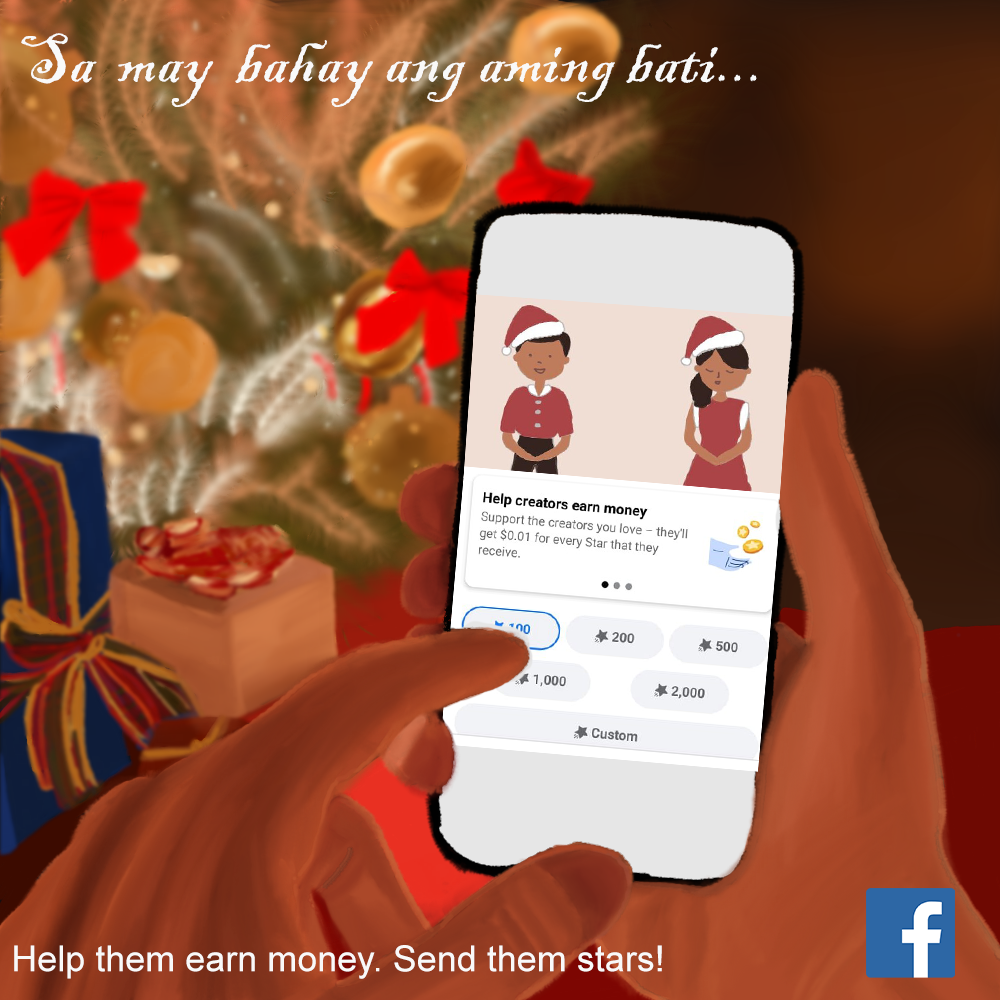 Sa may bahay ang aming bati...
Help creators earn money
Support the creators you love – they'll
get $0.01 for every Star that they
receive.
100
200
500
1,000
2,000
Custom
Help them earn money. Send them stars!
f